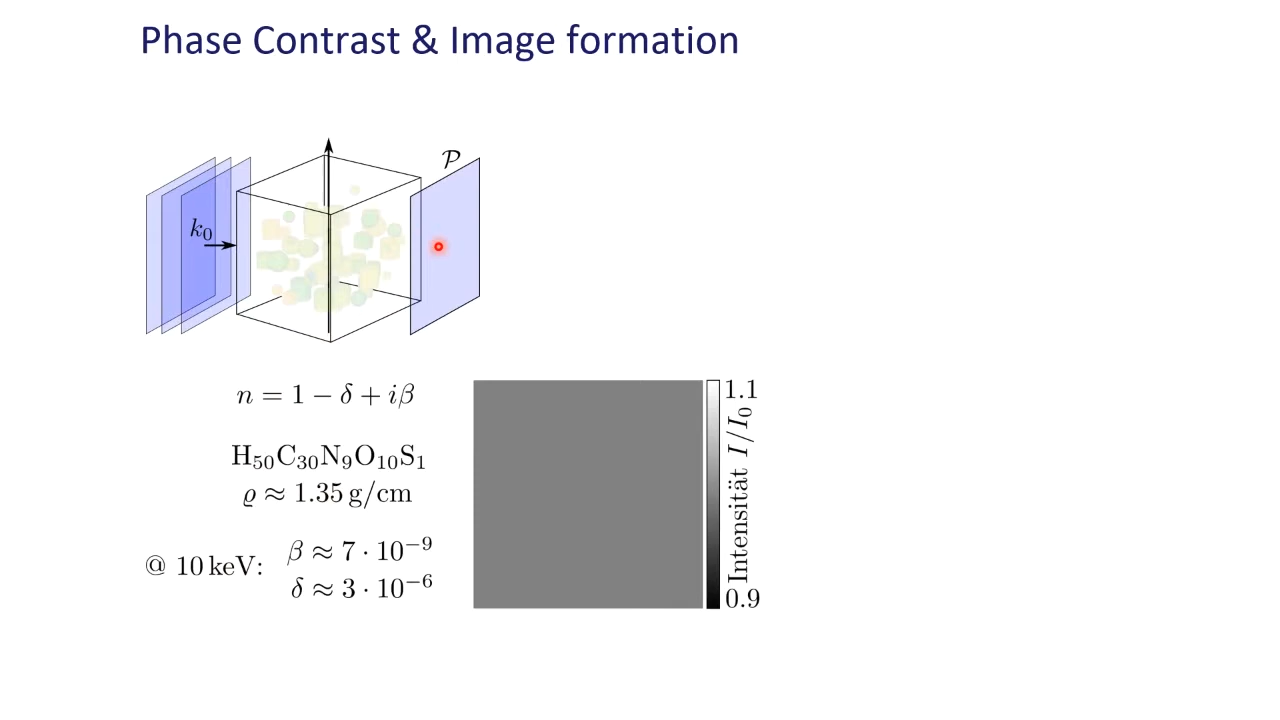 Phase Contrast & Image formation
𝒫
k₀
n = 1 − δ + iβ
H₅₀C₃₀N₉O₁₀S₁
ϱ ≈ 1.35 g/cm
@ 10 keV:
β ≈ 7 · 10⁻⁹
δ ≈ 3 · 10⁻⁶
1.1
Intensität I/I₀
0.9